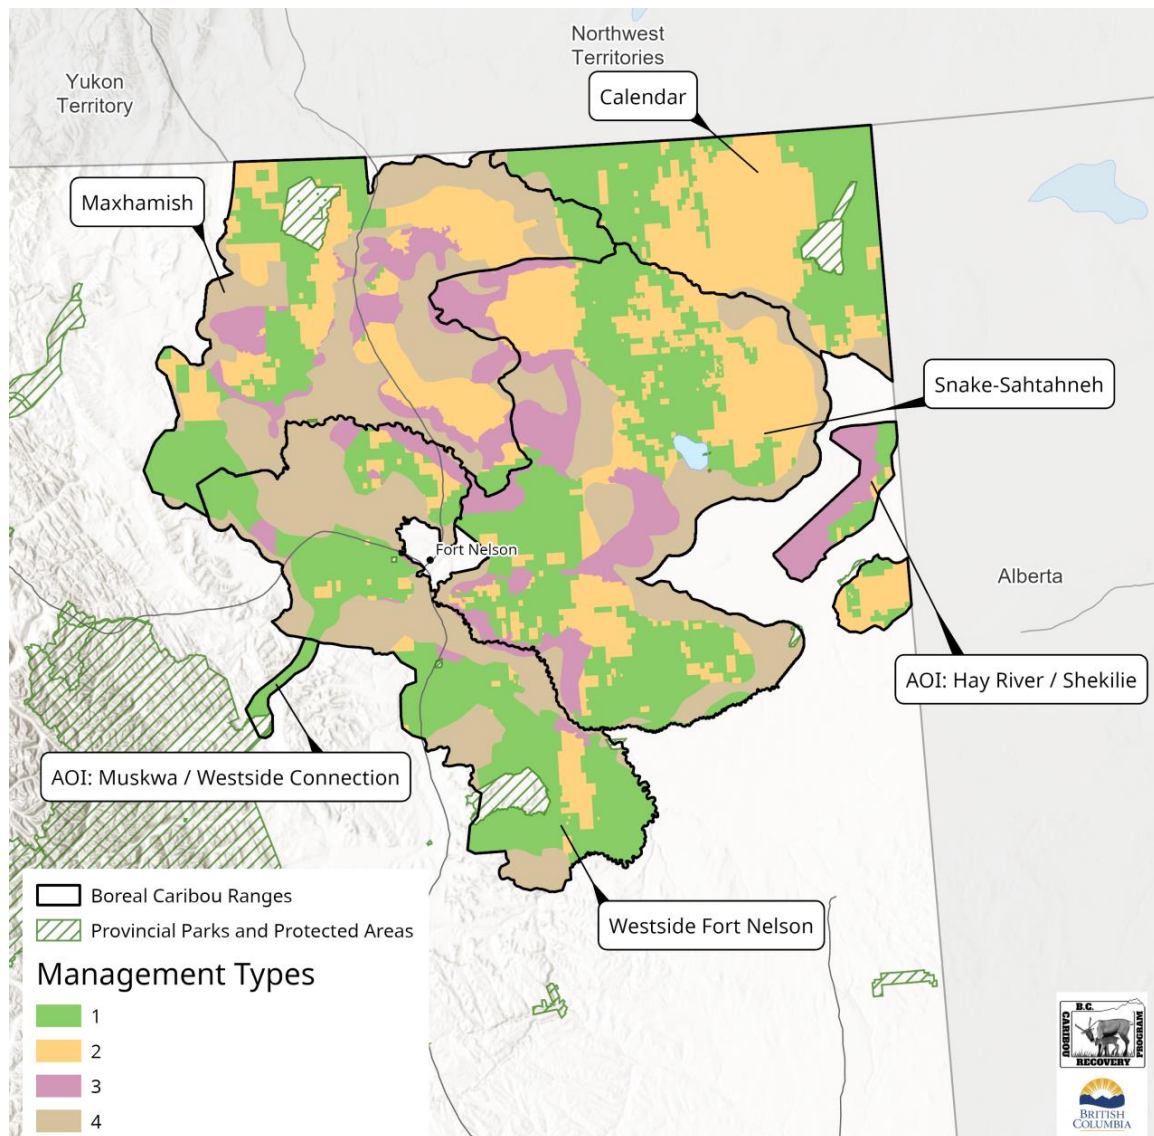 Northwest
Territories
Yukon
Territory
Calendar
Maxhamish
Snake-Sahtahneh
Fort Nelson
Alberta
AOI: Hay River / Shekilie
AOI: Muskwa / Westside Connection
Westside Fort Nelson
Boreal Caribou Ranges
Provincial Parks and Protected Areas
Management Types
1
2
3
4
B.C.
CARIBOU
RECOVERY
PROGRAM
BRITISH
COLUMBIA